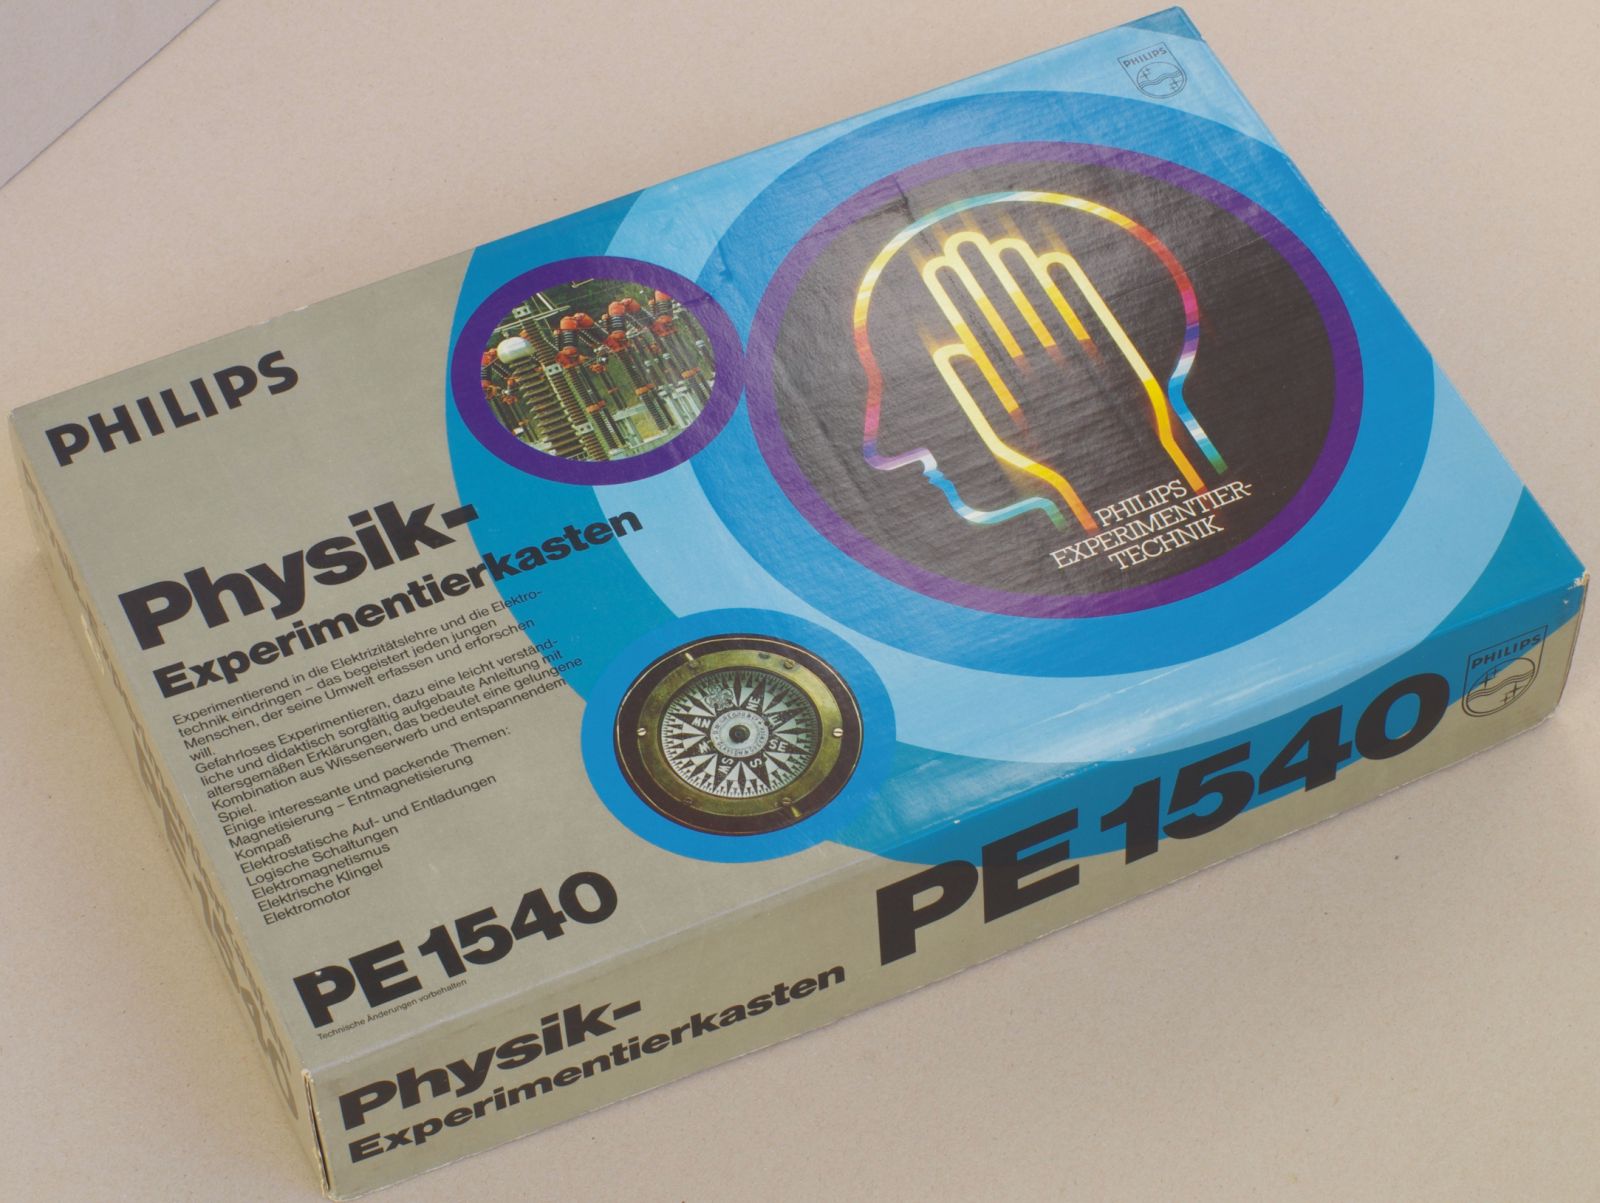 PHILIPS
PHILIPS
Physik-
Experimentierkasten
Experimentierend in die Elektrizitätslehre und die Elektro-
technik eindringen – das begeistert jeden jungen
Menschen, der seine Umwelt erfassen und erforschen
will.
Gefahrloses Experimentieren, dazu eine leicht verständ-
liche und didaktisch sorgfältig aufgebaute Anleitung mit
altersgemäßen Erklärungen, das bedeutet eine gelungene
Kombination aus Wissenserwerb und entspannendem
Spiel.
Einige interessante und packende Themen:
Magnetisierung – Entmagnetisierung
Kompaß
Elektrostatische Auf- und Entladungen
Logische Schaltungen
Elektromagnetismus
Elektrische Klingel
Elektromotor
PE 1540
Technische Änderungen vorbehalten
PHILIPS
EXPERIMENTIER-
TECHNIK
SE
S
SW
Physik-
Experimentierkasten
PE 1540
PHILIPS